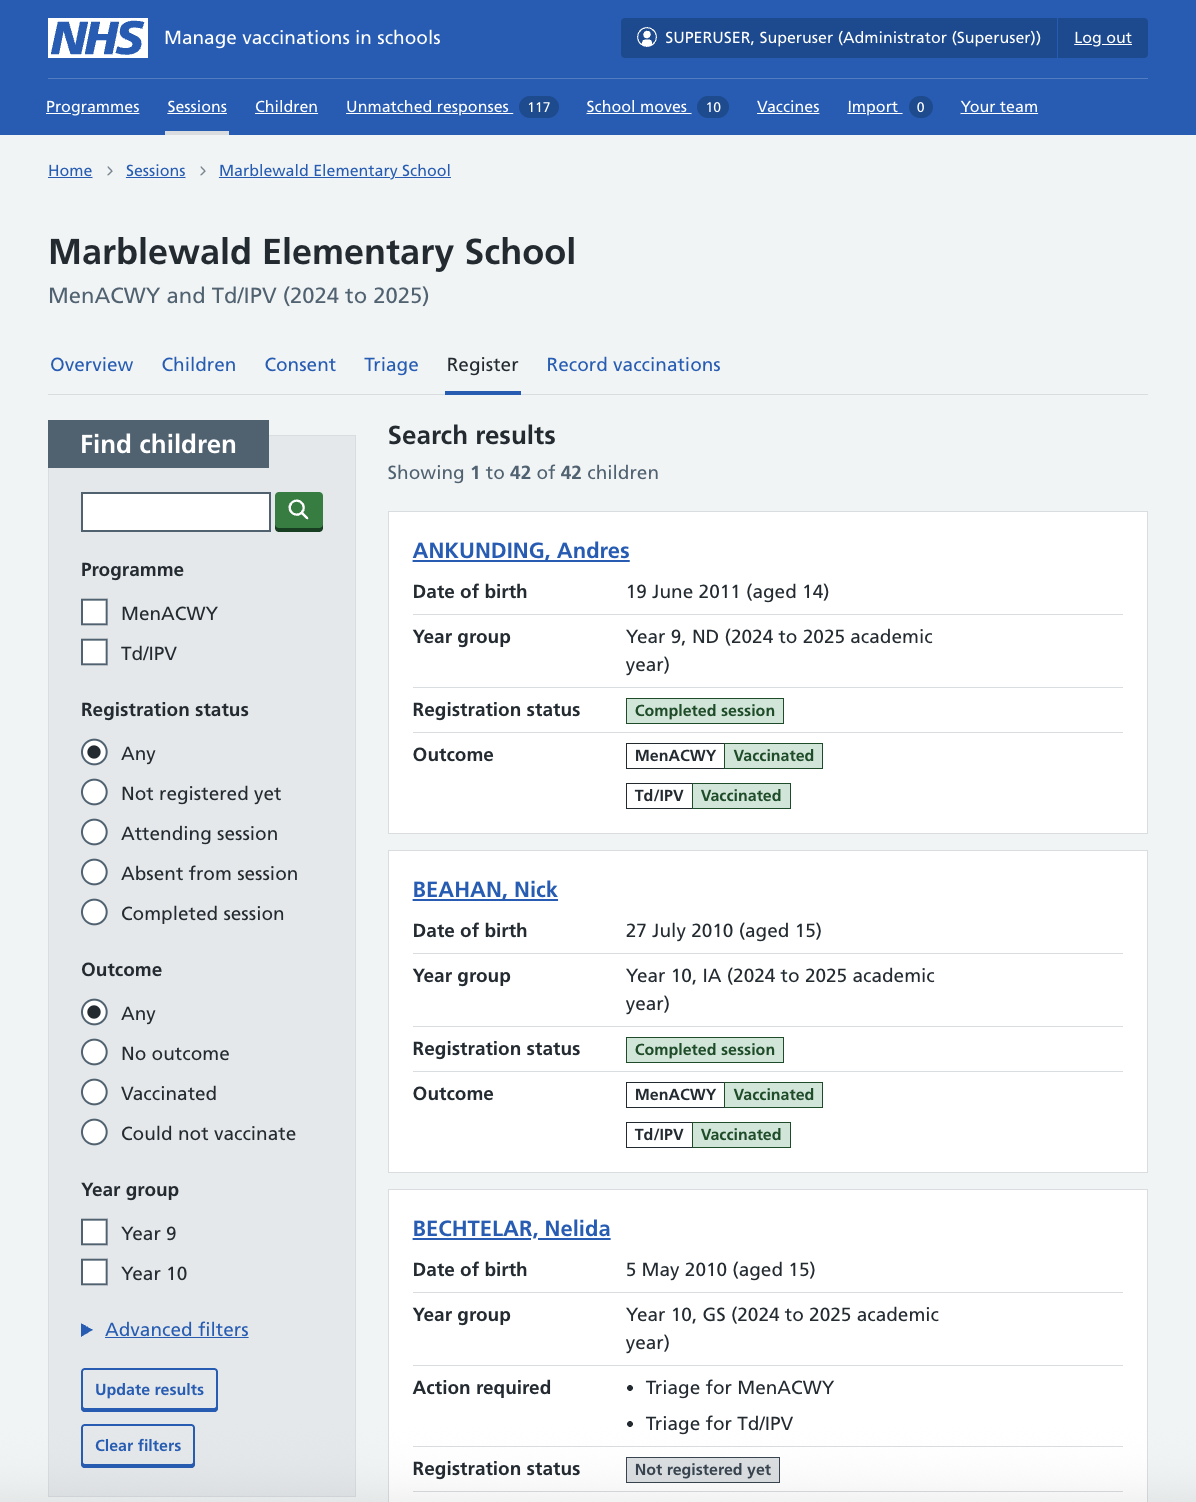 NHS Manage vaccinations in schools SUPERUSER, Superuser (Administrator (Superuser)) Log out
Programmes Sessions Children Unmatched responses 117 School moves 10 Vaccines Import 0 Your team
Home Sessions Marblewald Elementary School
Marblewald Elementary School
MenACWY and Td/IPV (2024 to 2025)
Overview Children Consent Triage Register Record vaccinations
Find children
Programme
MenACWY
Td/IPV
Registration status
Any
Not registered yet
Attending session
Absent from session
Completed session
Outcome
Any
No outcome
Vaccinated
Could not vaccinate
Year group
Year 9
Year 10
Advanced filters
Update results
Clear filters
Search results
Showing 1 to 42 of 42 children
ANKUNDING, Andres
Date of birth 19 June 2011 (aged 14)
Year group Year 9, ND (2024 to 2025 academic
year)
Registration status Completed session
Outcome MenACWY Vaccinated
Td/IPV Vaccinated
BEAHAN, Nick
Date of birth 27 July 2010 (aged 15)
Year group Year 10, IA (2024 to 2025 academic
year)
Registration status Completed session
Outcome MenACWY Vaccinated
Td/IPV Vaccinated
BECHTELAR, Nelida
Date of birth 5 May 2010 (aged 15)
Year group Year 10, GS (2024 to 2025 academic
year)
Action required • Triage for MenACWY
• Triage for Td/IPV
Registration status Not registered yet